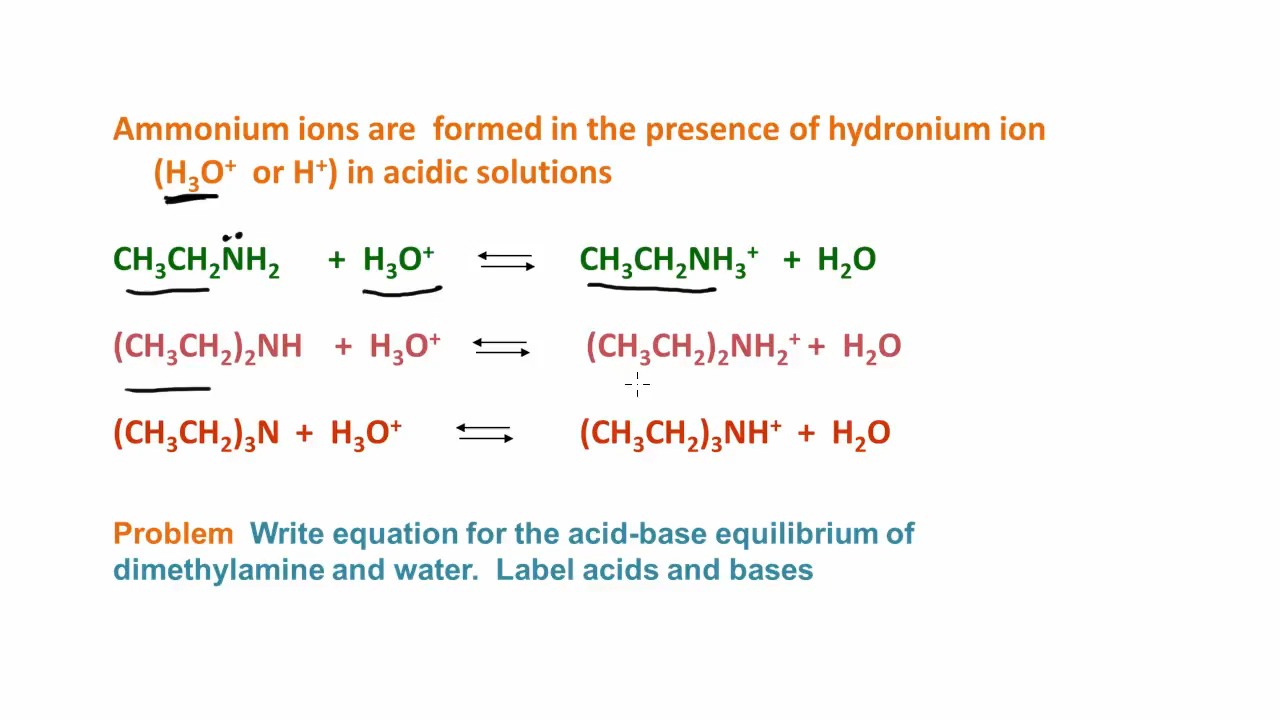 Ammonium ions are formed in the presence of hydronium ion
(H₃O⁺ or H⁺) in acidic solutions
CH₃CH₂N̈H₂ + H₃O⁺ ⇌ CH₃CH₂NH₃⁺ + H₂O
(CH₃CH₂)₂NH + H₃O⁺ ⇌ (CH₃CH₂)₂NH₂⁺ + H₂O
(CH₃CH₂)₃N + H₃O⁺ ⇌ (CH₃CH₂)₃NH⁺ + H₂O
Problem Write equation for the acid-base equilibrium of
dimethylamine and water. Label acids and bases